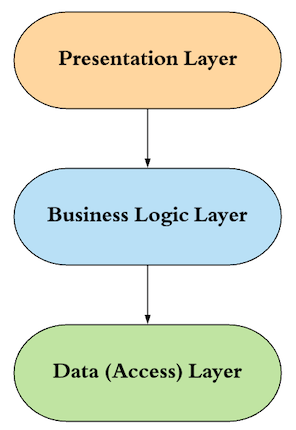 Presentation Layer
Business Logic Layer
Data (Access) Layer